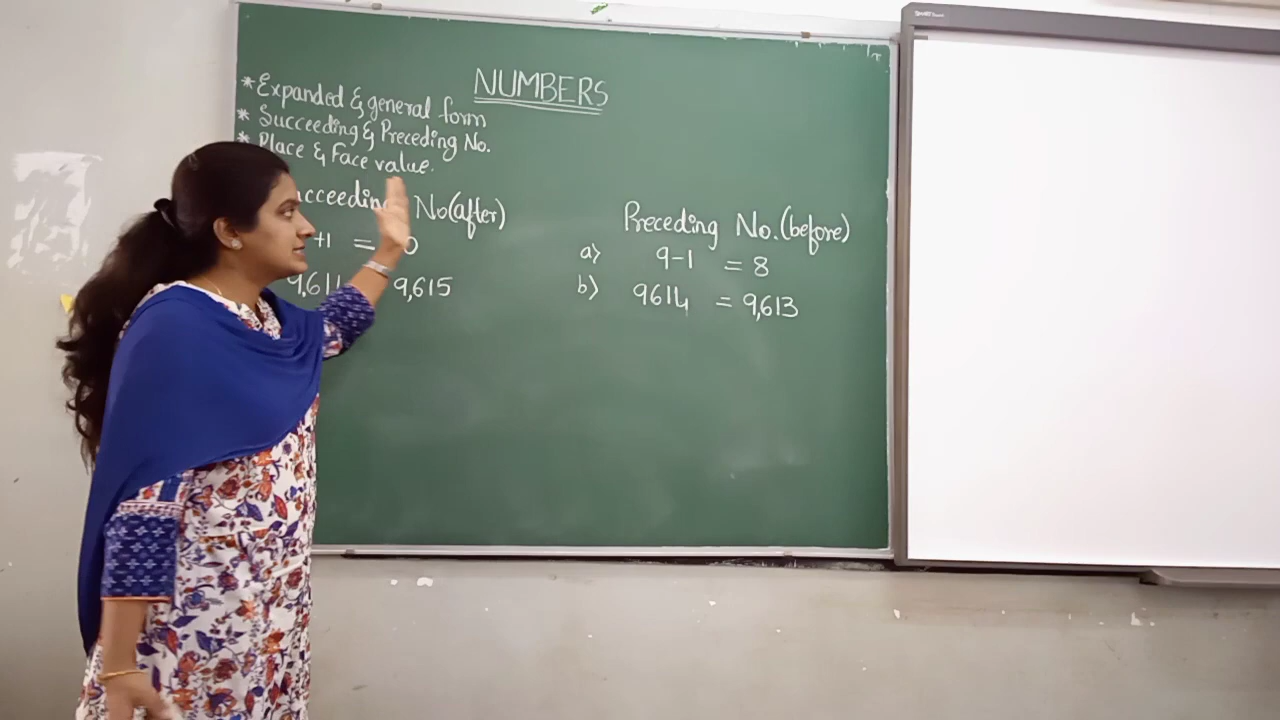 NUMBERS
* Expanded & general form
* Succeeding & Preceding No.
* Place & Face value.
No(after)
+1 =
9,615
Preceding No. (before)
a) 9-1 = 8
b) 9614 = 9,613